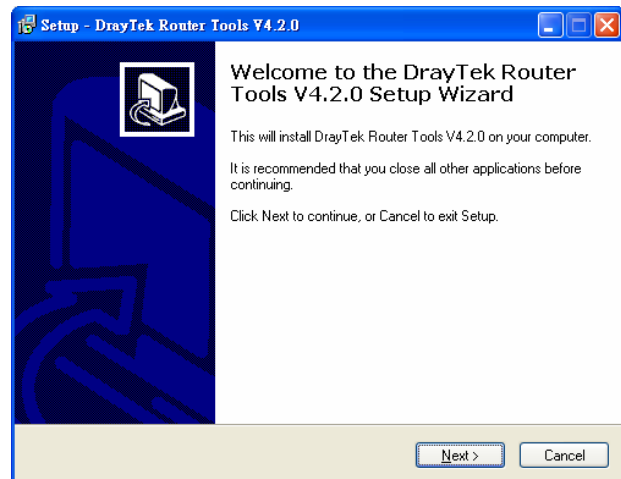 Setup - DrayTek Router Tools V4.2.0
Welcome to the DrayTek Router
Tools V4.2.0 Setup Wizard
This will install DrayTek Router Tools V4.2.0 on your computer.
It is recommended that you close all other applications before
continuing.
Click Next to continue, or Cancel to exit Setup.
Next >
Cancel